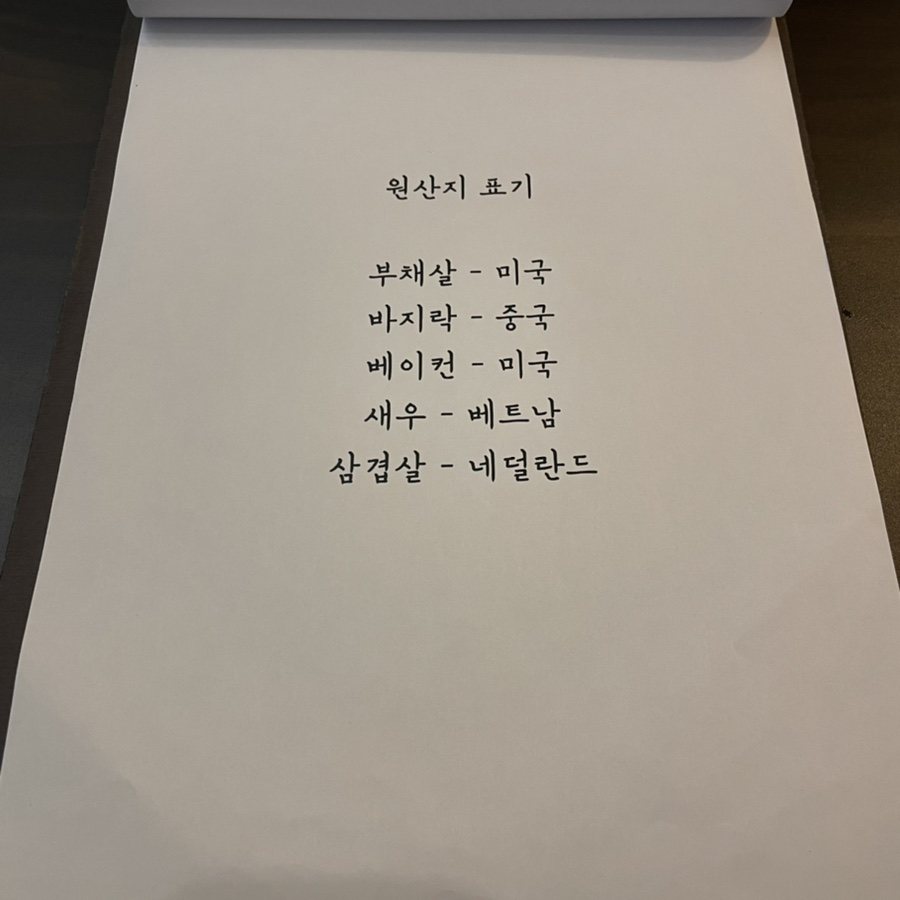 원산지 표기
부채살 - 미국
바지락 - 중국
베이컨 - 미국
새우 - 베트남
삼겹살 - 네덜란드